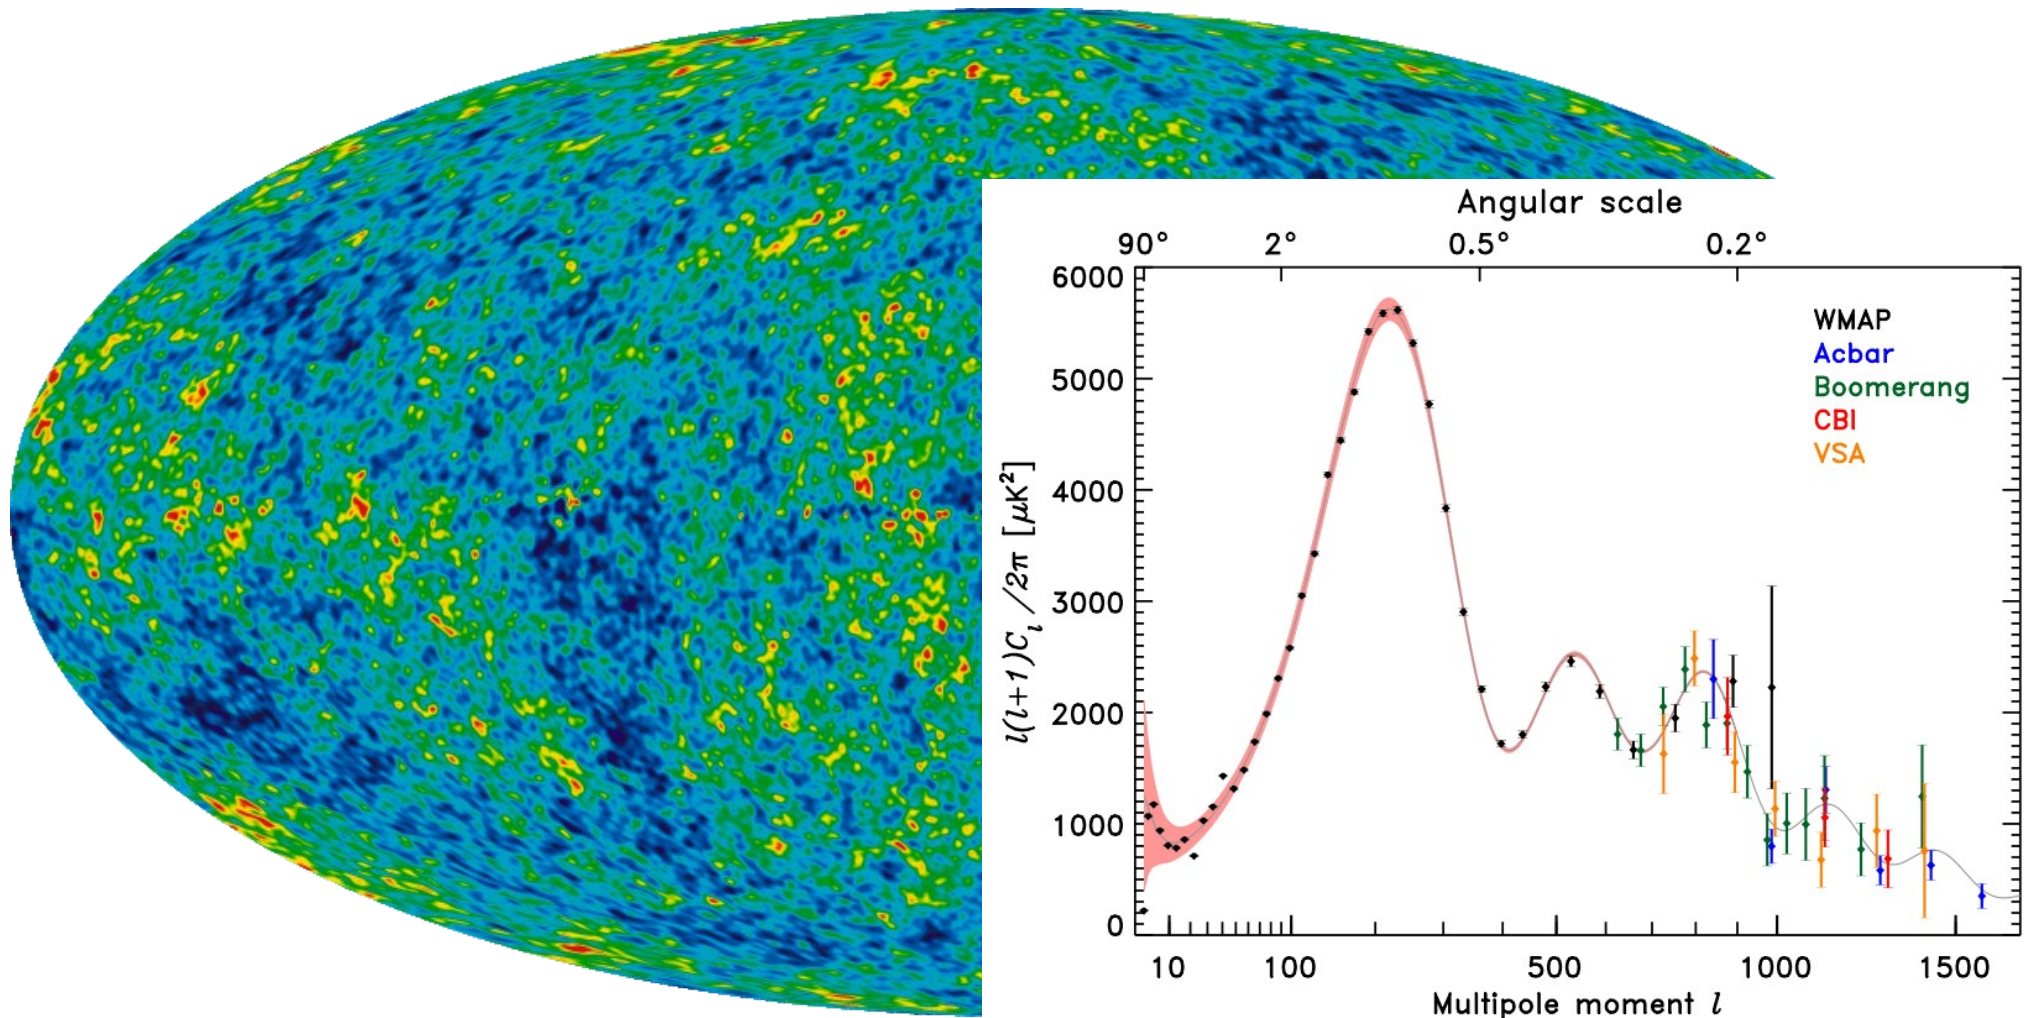 Angular scale
90° 2° 0.5° 0.2°
6000
5000
4000
3000
2000
1000
0
l(l+1)C_l/2π [μK²]
WMAP
Acbar
Boomerang
CBI
VSA
10 100 500 1000 1500
Multipole moment l